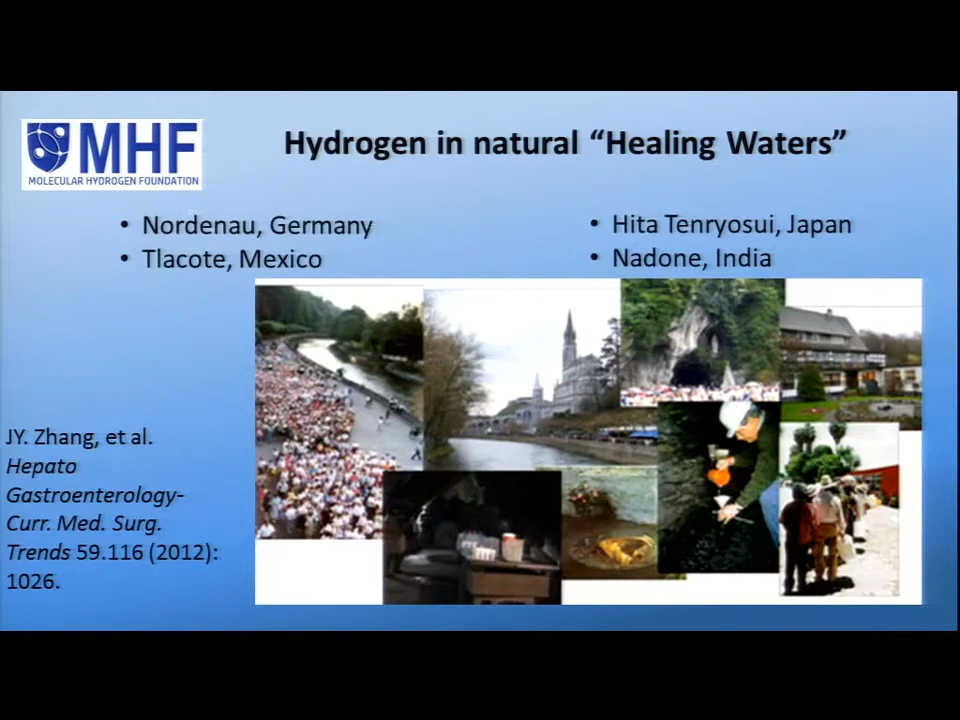 MHF
MOLECULAR HYDROGEN FOUNDATION
Hydrogen in natural “Healing Waters”
• Nordenau, Germany
• Tlacote, Mexico
• Hita Tenryosui, Japan
• Nadone, India
JY. Zhang, et al.
Hepato
Gastroenterology-
Curr. Med. Surg.
Trends 59.116 (2012):
1026.